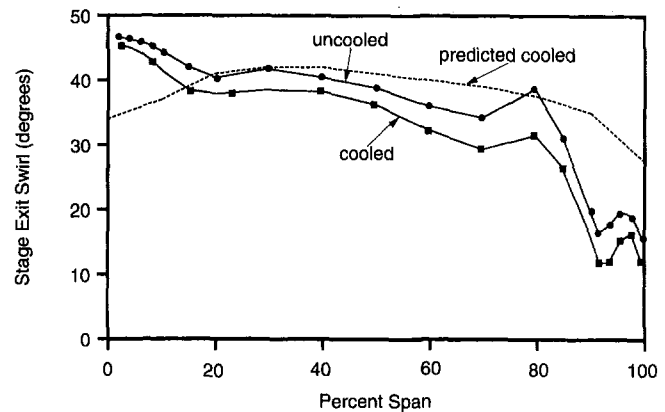 50
40
30
20
10
0
Stage Exit Swirl (degrees)
uncooled
predicted cooled
cooled
0 20 40 60 80 100
Percent Span